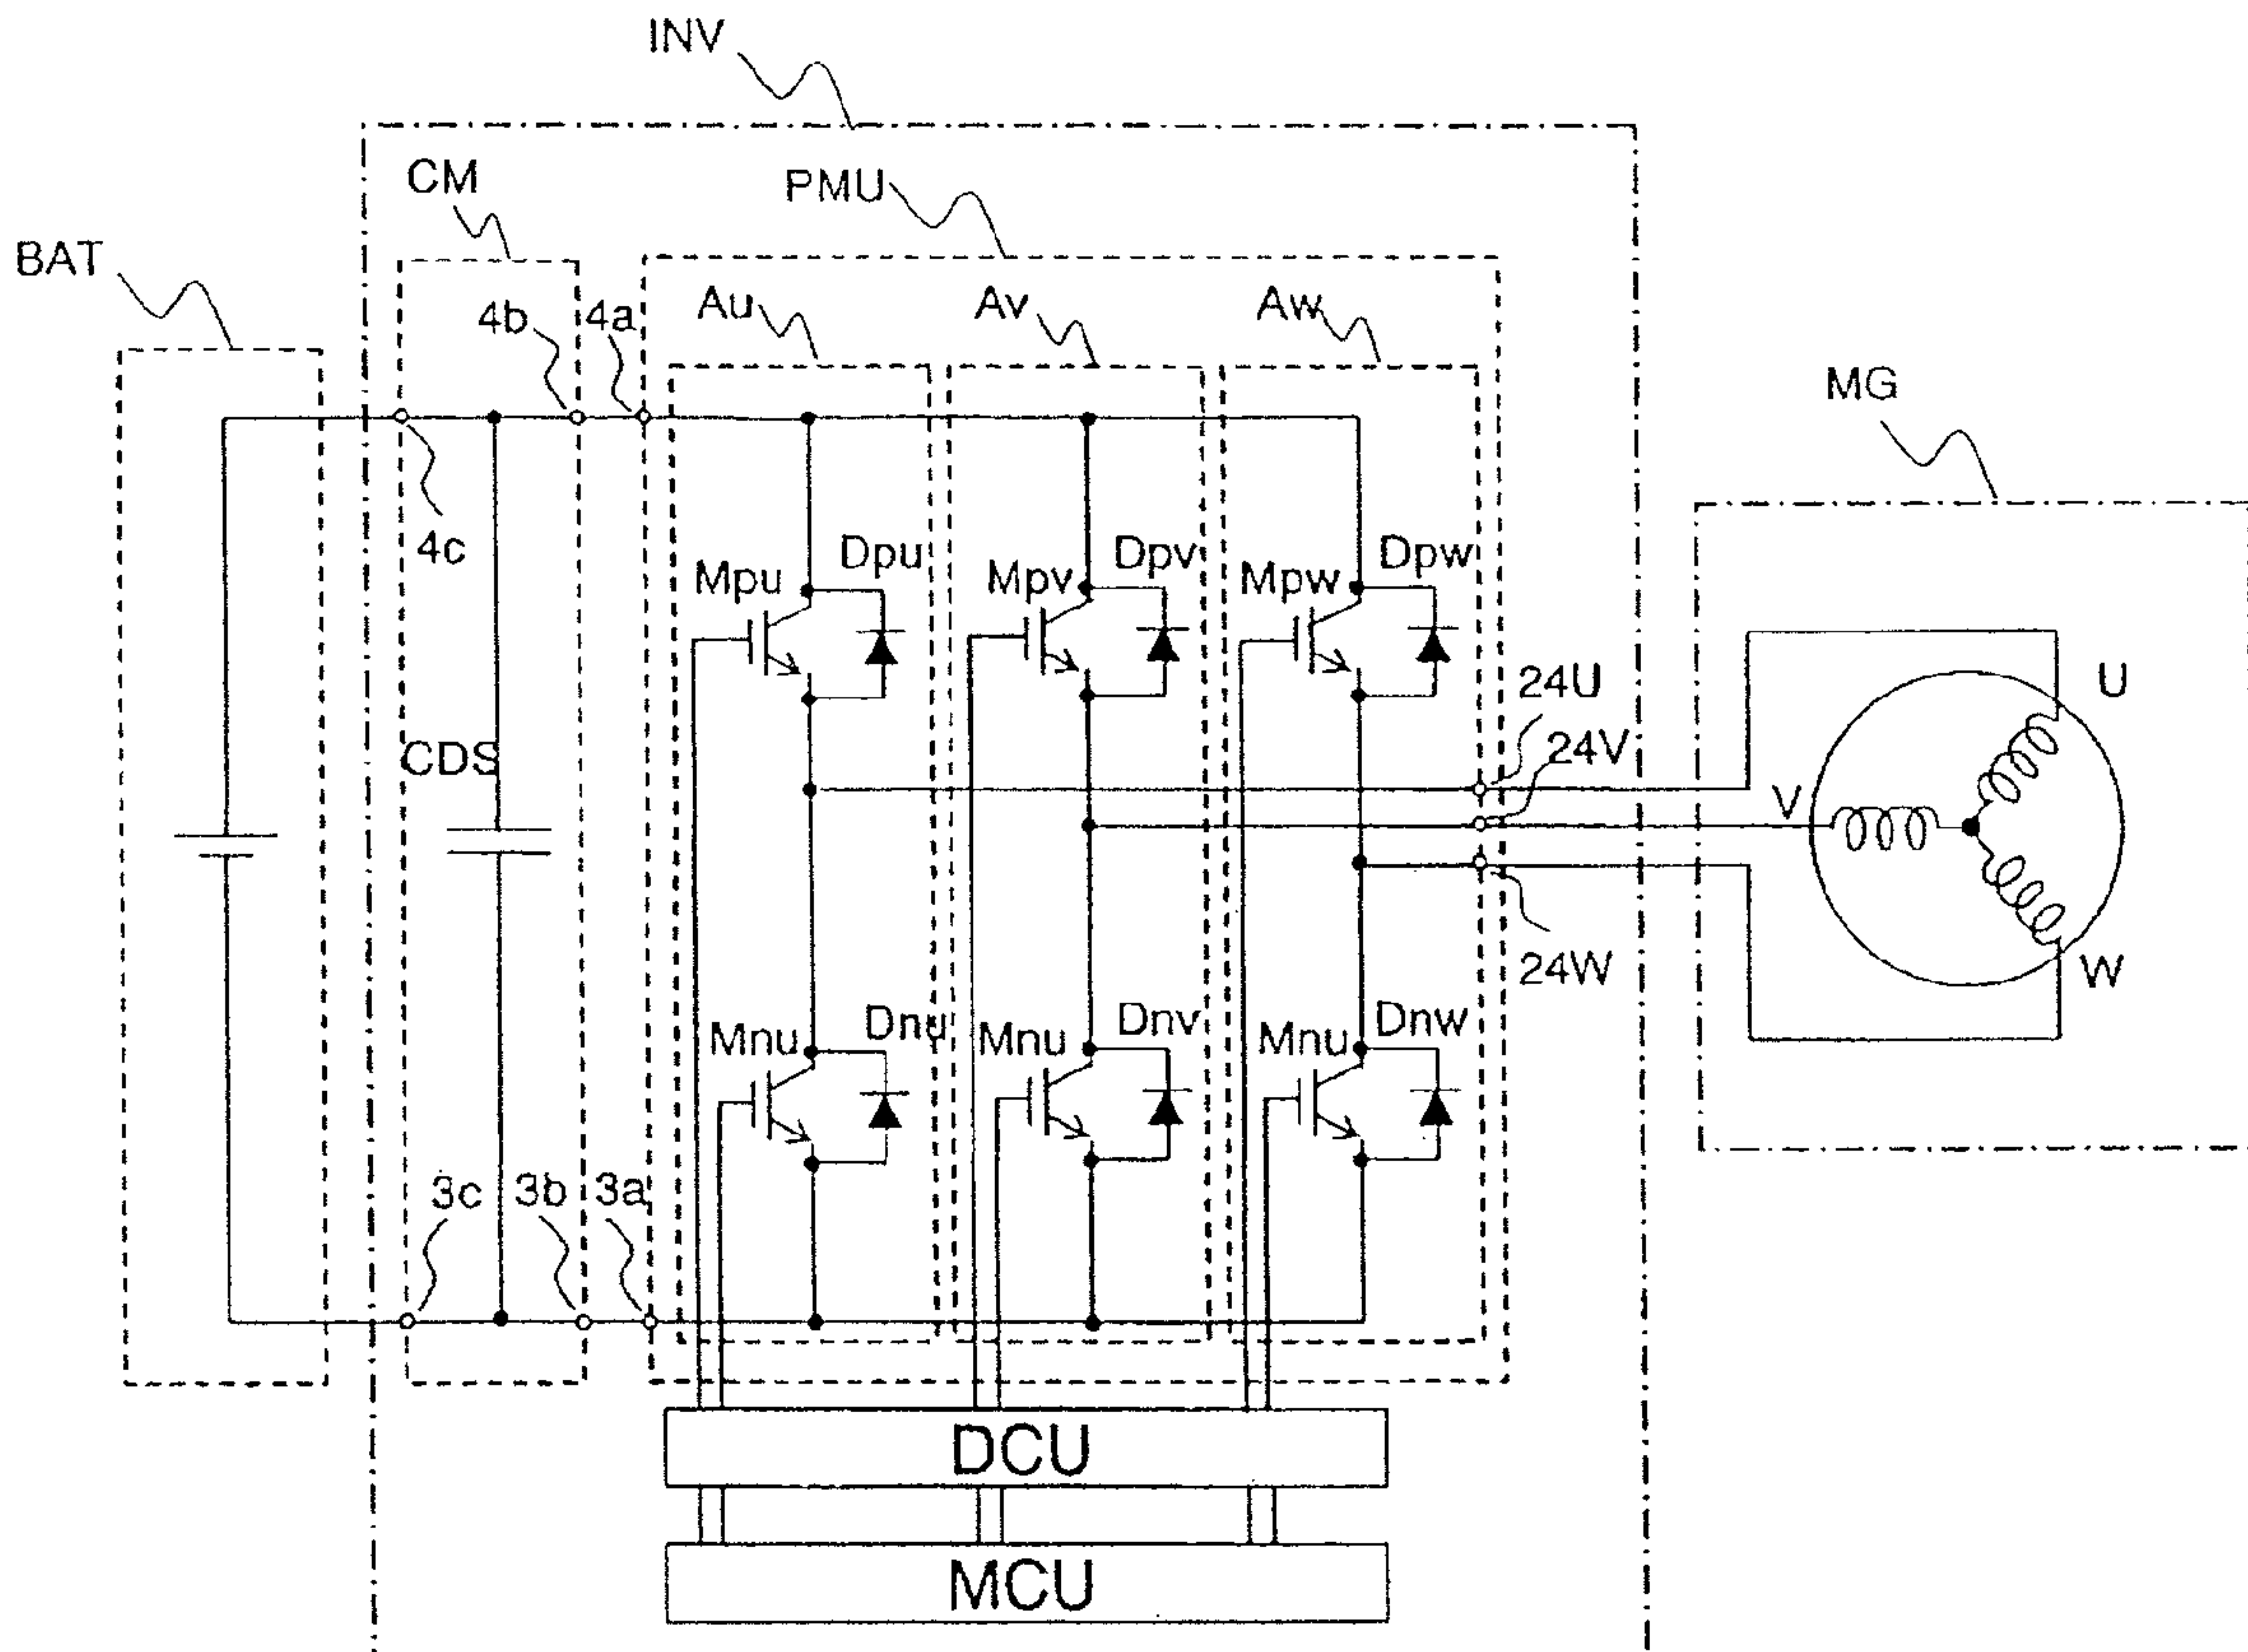 INV
CM
PMU
BAT
4b
4a
Au
Av
Aw
MG
4c
Mpu
Dpu
Mpv
Dpv
Mpw
Dpw
24U
U
CDS
24V
V
24W
W
Mnu
Dnu
Mnu
Dnv
Mnu
Dnw
3c
3b
3a
DCU
MCU